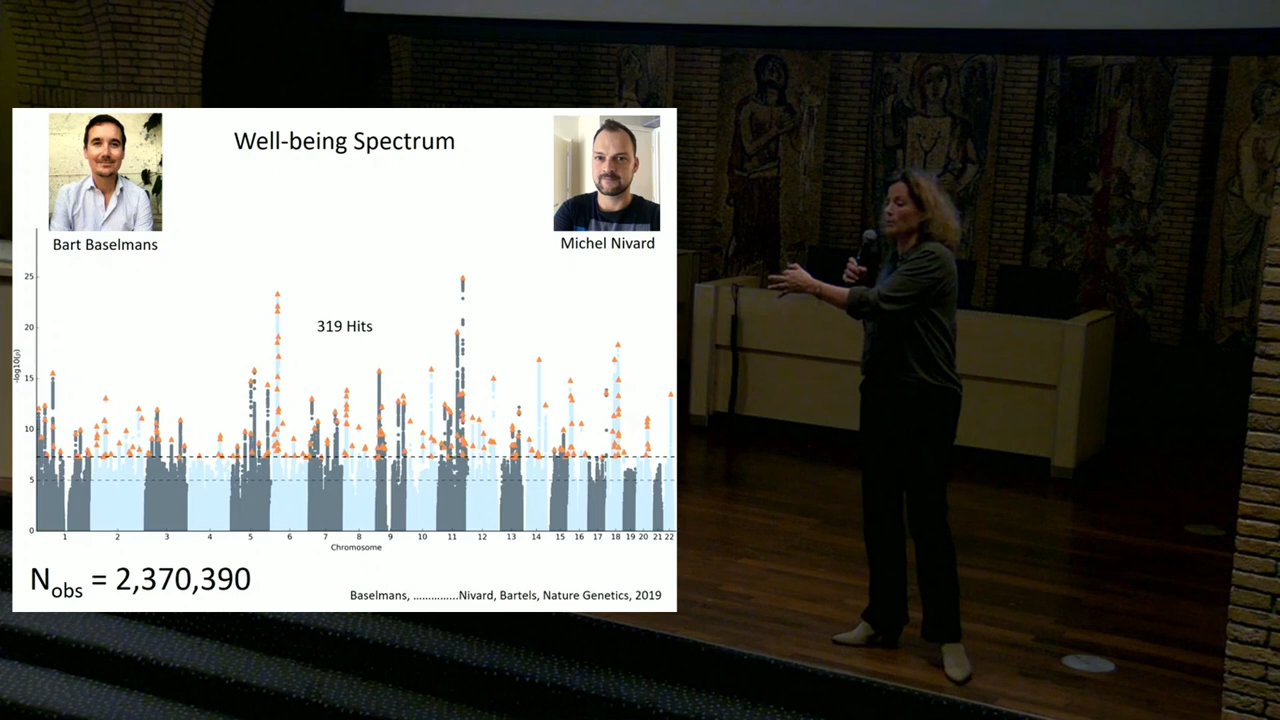 Well-being Spectrum
Bart Baselmans
Michel Nivard
319 Hits
-log10(p)
25
20
15
10
5
0
1 2 3 4 5 6 7 8 9 10 11 12 13 14 15 16 17 18 19 20 21 22
Chromosome
Nobs = 2,370,390
Baselmans, ...............Nivard, Bartels, Nature Genetics, 2019